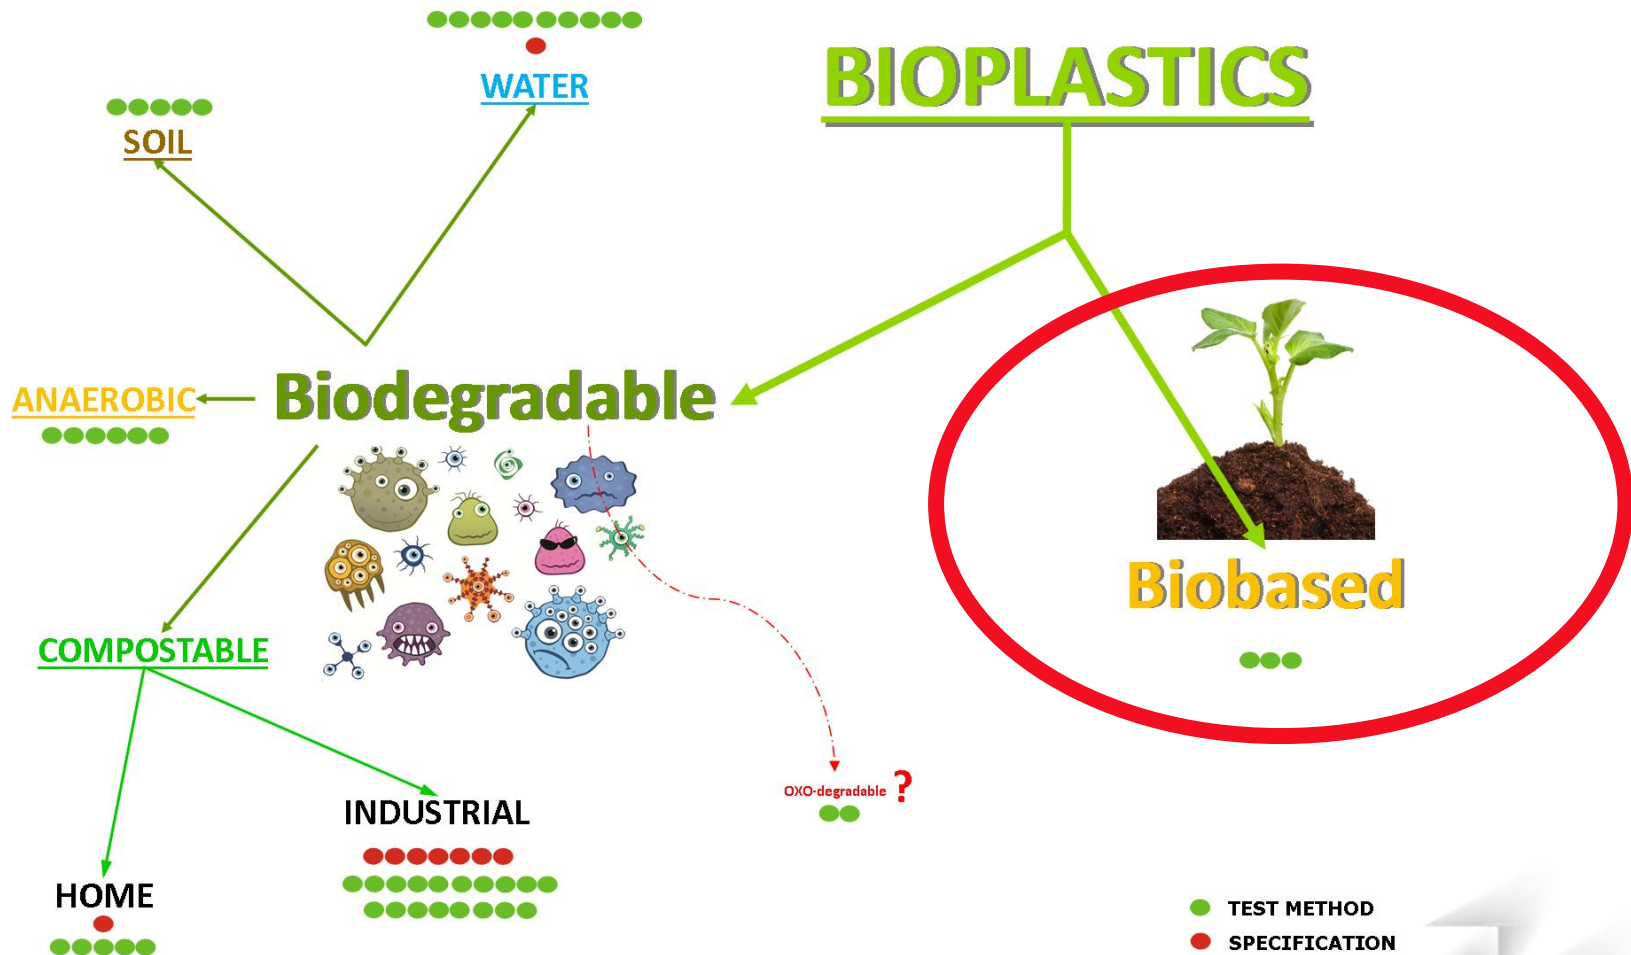 BIOPLASTICS
WATER
SOIL
Biodegradable
ANAEROBIC
Biobased
COMPOSTABLE
OXO-degradable ?
INDUSTRIAL
HOME
TEST METHOD
SPECIFICATION